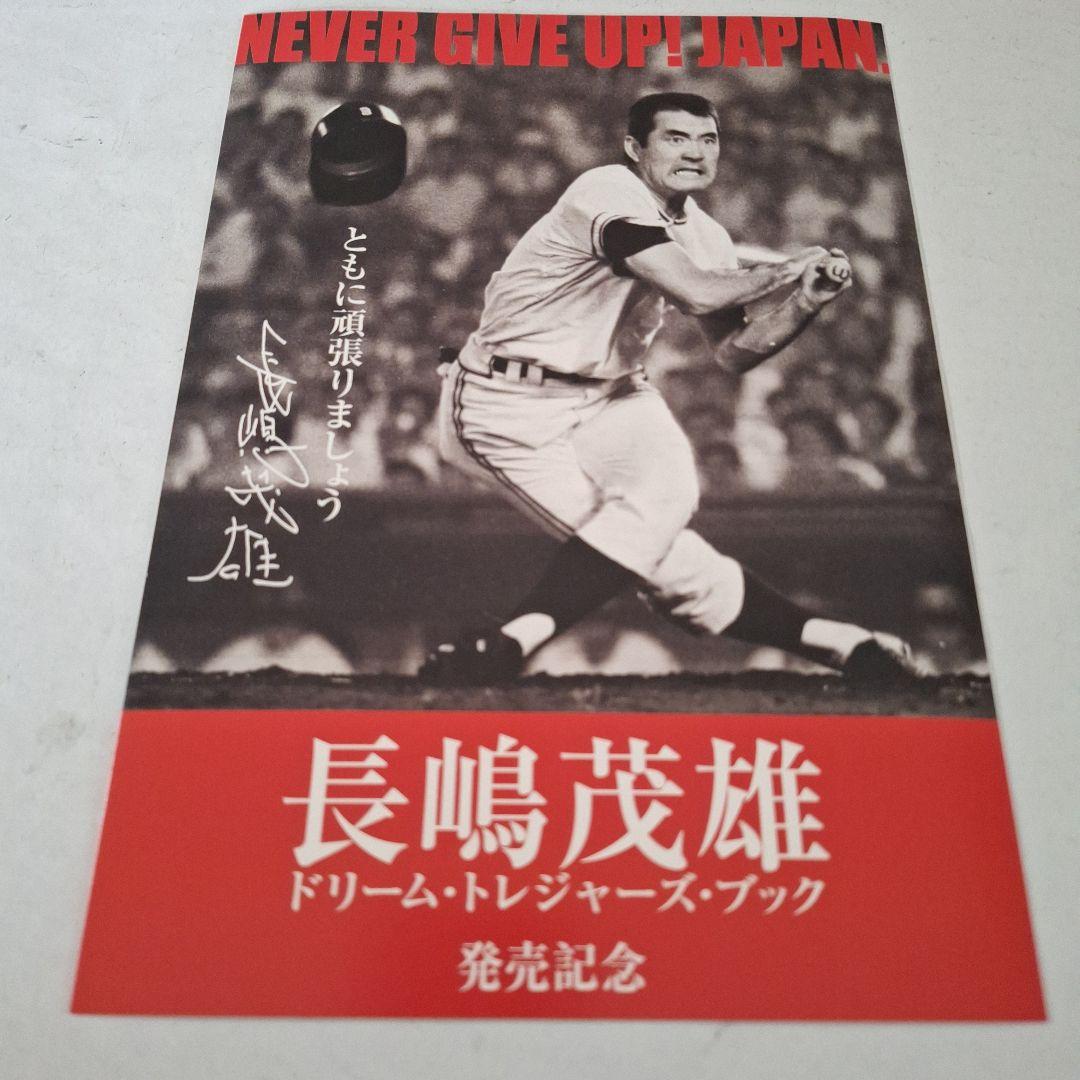 NEVER GIVE UP! JAPAN.
ともに頑張りましょう
長嶋茂雄
長嶋茂雄
ドリーム・トレジャーズ・ブック
発売記念